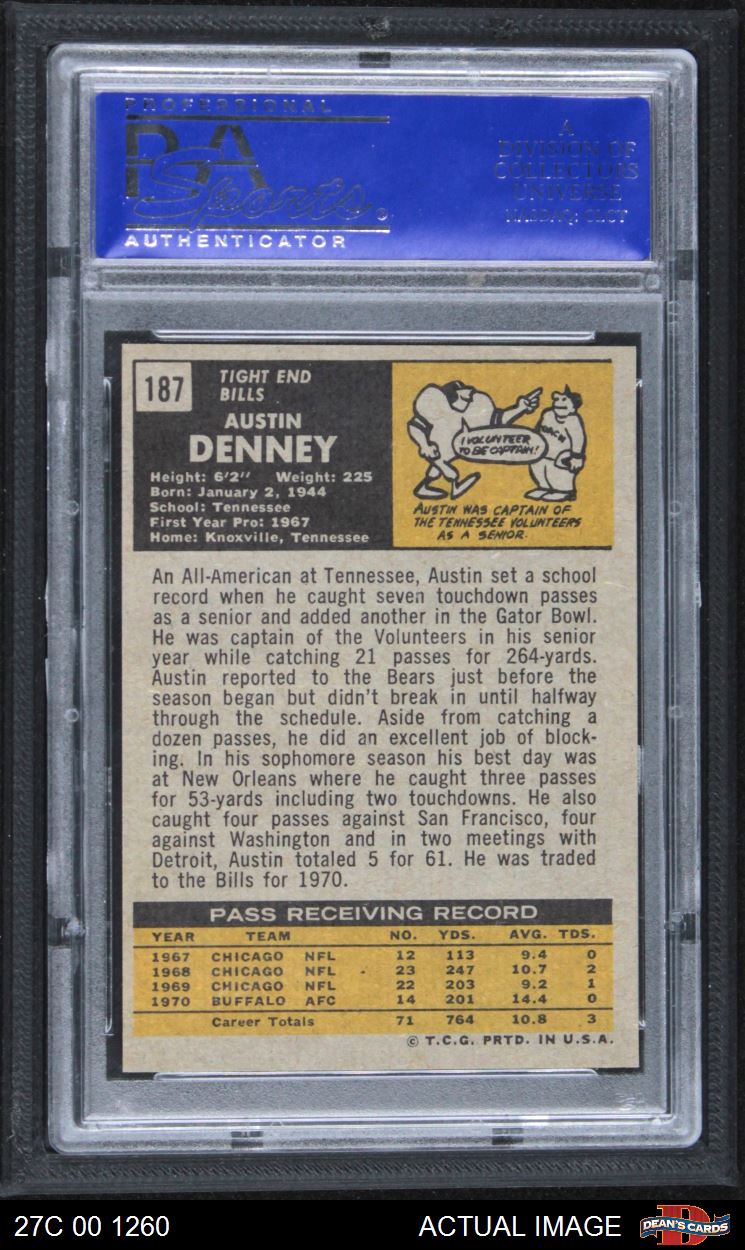 PROFESSIONAL
PSA
Sports®
AUTHENTICATOR
A
DIVISION OF
COLLECTORS
UNIVERSE
NASDAQ: CLCT
187
TIGHT END
BILLS
AUSTIN
DENNEY
Height: 6'2" Weight: 225
Born: January 2, 1944
School: Tennessee
First Year Pro: 1967
Home: Knoxville, Tennessee
I VOLUNTEER
TO BE CAPTAIN!
AUSTIN WAS CAPTAIN OF
THE TENNESSEE VOLUNTEERS
AS A SENIOR.
An All-American at Tennessee, Austin set a school
record when he caught seven touchdown passes
as a senior and added another in the Gator Bowl.
He was captain of the Volunteers in his senior
year while catching 21 passes for 264-yards.
Austin reported to the Bears just before the
season began but didn't break in until halfway
through the schedule. Aside from catching a
dozen passes, he did an excellent job of block-
ing. In his sophomore season his best day was
at New Orleans where he caught three passes
for 53-yards including two touchdowns. He also
caught four passes against San Francisco, four
against Washington and in two meetings with
Detroit, Austin totaled 5 for 61. He was traded
to the Bills for 1970.
PASS RECEIVING RECORD
YEAR TEAM NO. YDS. AVG. TDS.
1967 CHICAGO NFL 12 113 9.4 0
1968 CHICAGO NFL 23 247 10.7 2
1969 CHICAGO NFL 22 203 9.2 1
1970 BUFFALO AFC 14 201 14.4 0
Career Totals 71 764 10.8 3
© T.C.G. PRTD. IN U.S.A.
27C 00 1260
ACTUAL IMAGE
D
DEAN'S CARDS